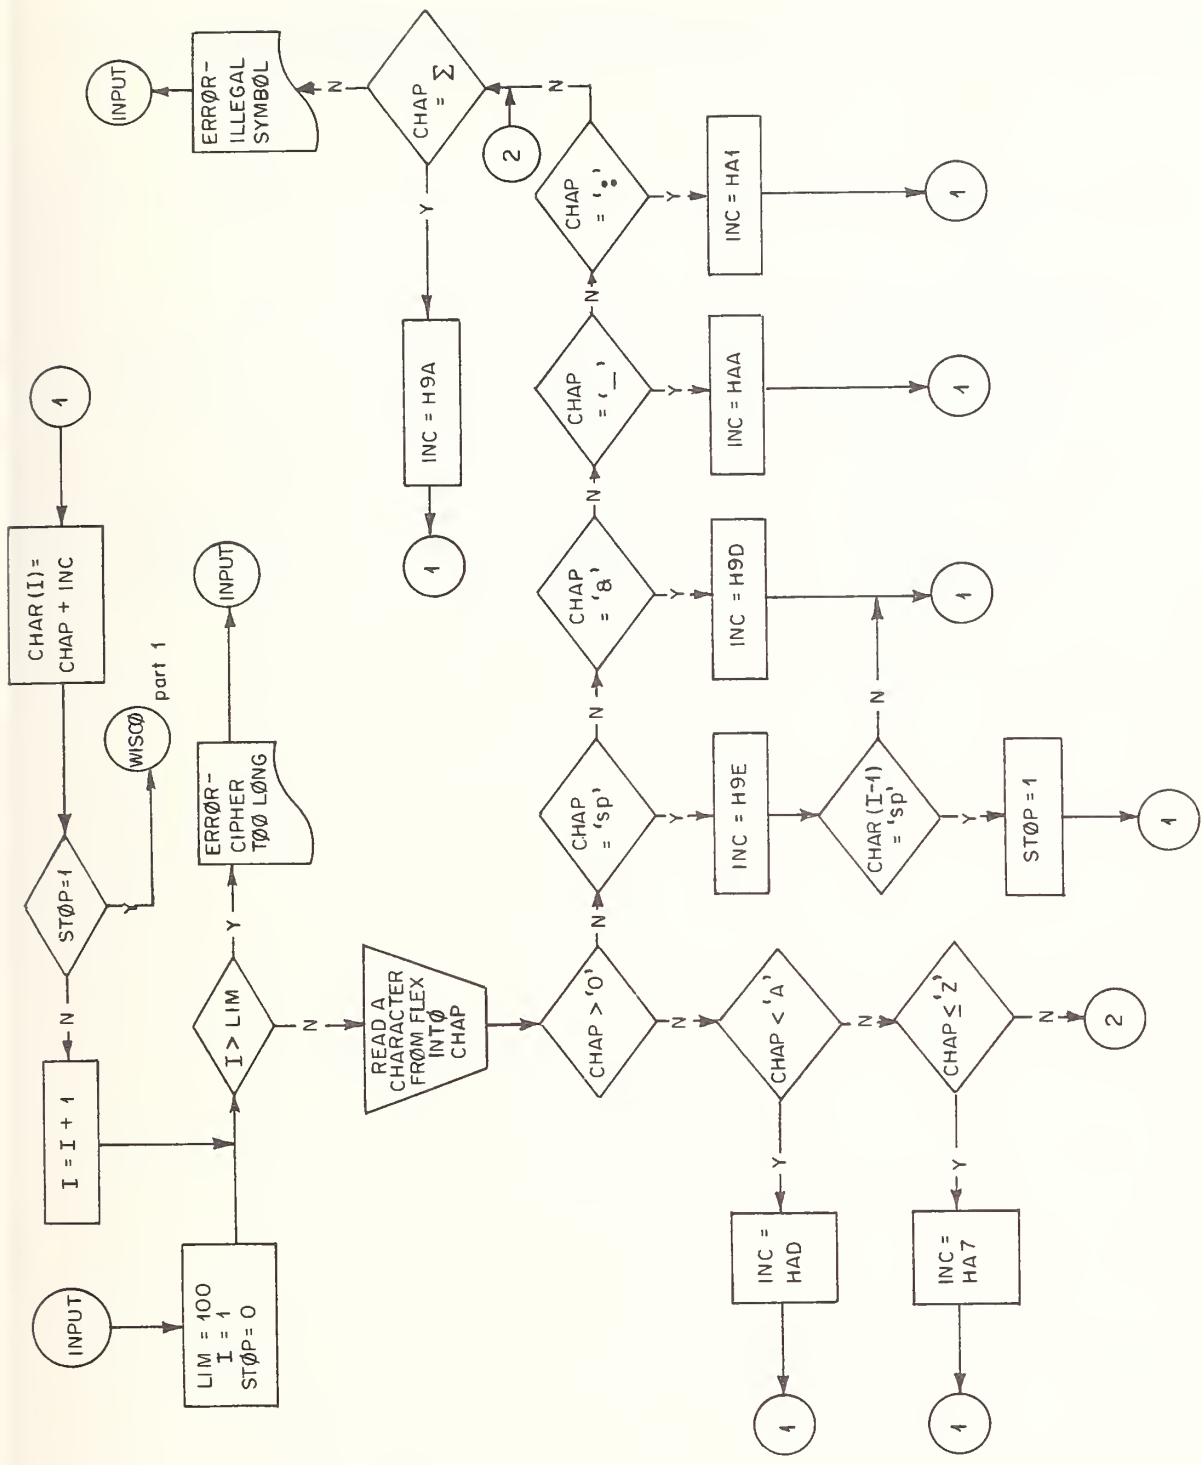 INPUT
LIM = 100
I = 1
STØP = 0
I = I + 1
N
STØP = 1
Y
WISCØ
part 1
CHAR (I) =
CHAP + INC
1
I > LIM
Y
ERRØR -
CIPHER
TØØ LØNG
INPUT
N
READ A
CHARACTER
FRØM FLEX
INTØ
CHAP
CHAP > 'O'
N
CHAP
= 'sp'
N
CHAP
= '&'
N
CHAP
= '_'
N
CHAP
= ':'
N
2
CHAP
= Σ
N
ERRØR -
ILLEGAL
SYMBØL
INPUT
Y
INC = H9A
1
N
CHAP < 'A'
Y
INC =
HAD
1
N
CHAP ≤ 'Z'
Y
INC =
HA7
1
N
2
Y
INC = H9E
CHAR (I-1)
= 'sp'
N
Y
STØP = 1
1
Y
INC = H9D
1
Y
INC = HAA
1
Y
INC = HA1
1